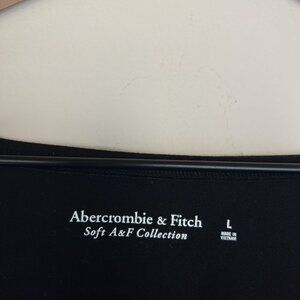 Abercrombie & Fitch
Soft A&F Collection
L
MADE IN
VIETNAM